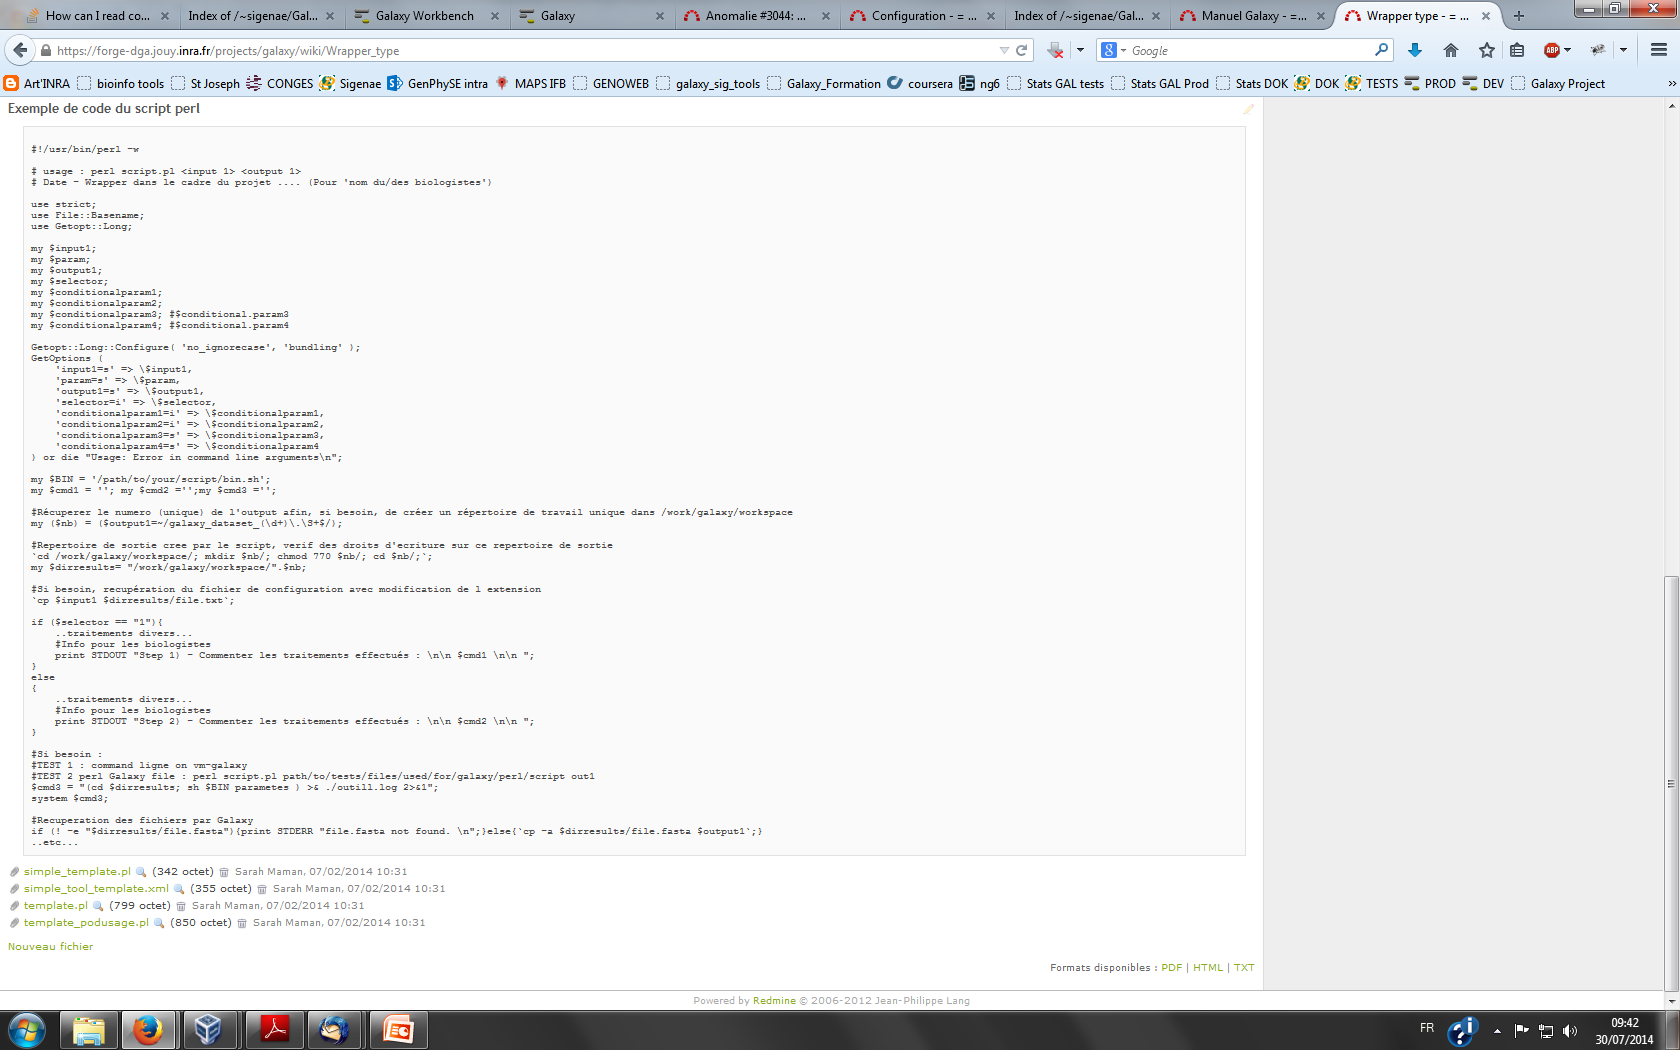 How can I read co...
Index of /~sigenae/Gal...
Galaxy Workbench
Galaxy
Anomalie #3044: ...
Configuration - = ...
Index of /~sigenae/Gal...
Manuel Galaxy - =...
Wrapper type - = ...
https://forge-dga.jouy.inra.fr/projects/galaxy/wiki/Wrapper_type
Google
Art'INRA
bioinfo tools
St Joseph
CONGES
Sigenae
GenPhySE intra
MAPS IFB
GENOWEB
galaxy_sig_tools
Galaxy_Formation
coursera
ng6
Stats GAL tests
Stats GAL Prod
Stats DOK
DOK
TESTS
PROD
DEV
Galaxy Project
Exemple de code du script perl
#!/usr/bin/perl -w
# usage : perl script.pl <input 1> <output 1>
# Date - Wrapper dans le cadre du projet .... (Pour 'nom du/des biologistes')
use strict;
use File::Basename;
use Getopt::Long;
my $input1;
my $param;
my $output1;
my $selector;
my $conditionalparam1;
my $conditionalparam2;
my $conditionalparam3; #$conditional.param3
my $conditionalparam4; #$conditional.param4
Getopt::Long::Configure( 'no_ignorecase', 'bundling' );
GetOptions (
'input1=s' => \$input1,
'param=s' => \$param,
'output1=s' => \$output1,
'selector=i' => \$selector,
'conditionalparam1=i' => \$conditionalparam1,
'conditionalparam2=i' => \$conditionalparam2,
'conditionalparam3=s' => \$conditionalparam3,
'conditionalparam4=s' => \$conditionalparam4
) or die "Usage: Error in command line arguments\n";
my $BIN = '/path/to/your/script/bin.sh';
my $cmd1 = ''; my $cmd2 ='';my $cmd3 ='';
#Récuperer le numero (unique) de l'output afin, si besoin, de créer un répertoire de travail unique dans /work/galaxy/workspace
my ($nb) = ($output1=~/galaxy_dataset_(\d+)\.\S+$/);
#Repertoire de sortie cree par le script, verif des droits d'ecriture sur ce repertoire de sortie
`cd /work/galaxy/workspace/; mkdir $nb/; chmod 770 $nb/; cd $nb/;`;
my $dirresults= "/work/galaxy/workspace/".$nb;
#Si besoin, recupération du fichier de configuration avec modification de l extension
`cp $input1 $dirresults/file.txt`;
if ($selector == "1"){
..traitements divers...
#Info pour les biologistes
print STDOUT "Step 1) - Commenter les traitements effectués : \n\n $cmd1 \n\n ";
}
else
{
..traitements divers...
#Info pour les biologistes
print STDOUT "Step 2) - Commenter les traitements effectués : \n\n $cmd2 \n\n ";
}
#Si besoin :
#TEST 1 : command ligne on vm-galaxy
#TEST 2 perl Galaxy file : perl script.pl path/to/tests/files/used/for/galaxy/perl/script out1
$cmd3 = "(cd $dirresults; sh $BIN parametes ) >& ./outill.log 2>&1";
system $cmd3;
#Recuperation des fichiers par Galaxy
if (! -e "$dirresults/file.fasta"){print STDERR "file.fasta not found. \n";}else{`cp -a $dirresults/file.fasta $output1`;}
..etc...
simple_template.pl (342 octet) Sarah Maman, 07/02/2014 10:31
simple_tool_template.xml (355 octet) Sarah Maman, 07/02/2014 10:31
template.pl (799 octet) Sarah Maman, 07/02/2014 10:31
template_podusage.pl (850 octet) Sarah Maman, 07/02/2014 10:31
Nouveau fichier
Formats disponibles : PDF | HTML | TXT
Powered by Redmine © 2006-2012 Jean-Philippe Lang
FR
09:42
30/07/2014